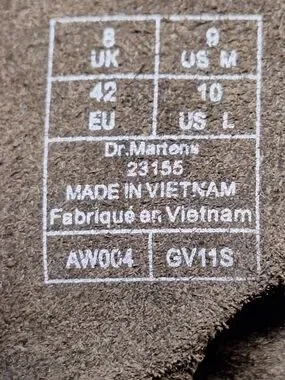 8 9
UK US M
42 10
EU US L
Dr.Martens
23155
MADE IN VIETNAM
Fabriqué en Vietnam
AW004 GV11S